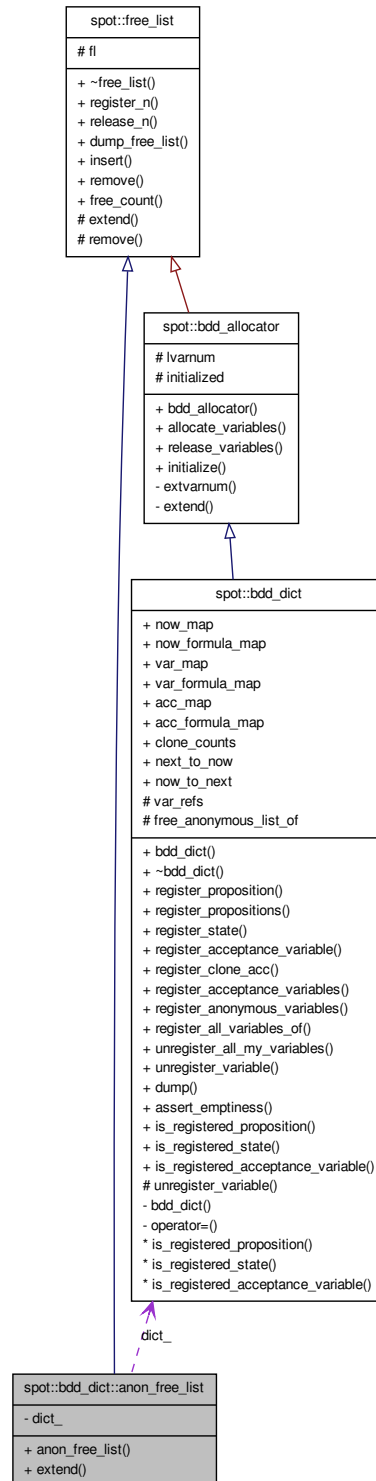 spot::free_list
# fl
+ ~free_list()
+ register_n()
+ release_n()
+ dump_free_list()
+ insert()
+ remove()
+ free_count()
# extend()
# remove()
spot::bdd_allocator
# lvarnum
# initialized
+ bdd_allocator()
+ allocate_variables()
+ release_variables()
+ initialize()
- extvarnum()
- extend()
spot::bdd_dict
+ now_map
+ now_formula_map
+ var_map
+ var_formula_map
+ acc_map
+ acc_formula_map
+ clone_counts
+ next_to_now
+ now_to_next
# var_refs
# free_anonymous_list_of
+ bdd_dict()
+ ~bdd_dict()
+ register_proposition()
+ register_propositions()
+ register_state()
+ register_acceptance_variable()
+ register_clone_acc()
+ register_acceptance_variables()
+ register_anonymous_variables()
+ register_all_variables_of()
+ unregister_all_my_variables()
+ unregister_variable()
+ dump()
+ assert_emptiness()
+ is_registered_proposition()
+ is_registered_state()
+ is_registered_acceptance_variable()
# unregister_variable()
- bdd_dict()
- operator=()
* is_registered_proposition()
* is_registered_state()
* is_registered_acceptance_variable()
dict_
spot::bdd_dict::anon_free_list
- dict_
+ anon_free_list()
+ extend()